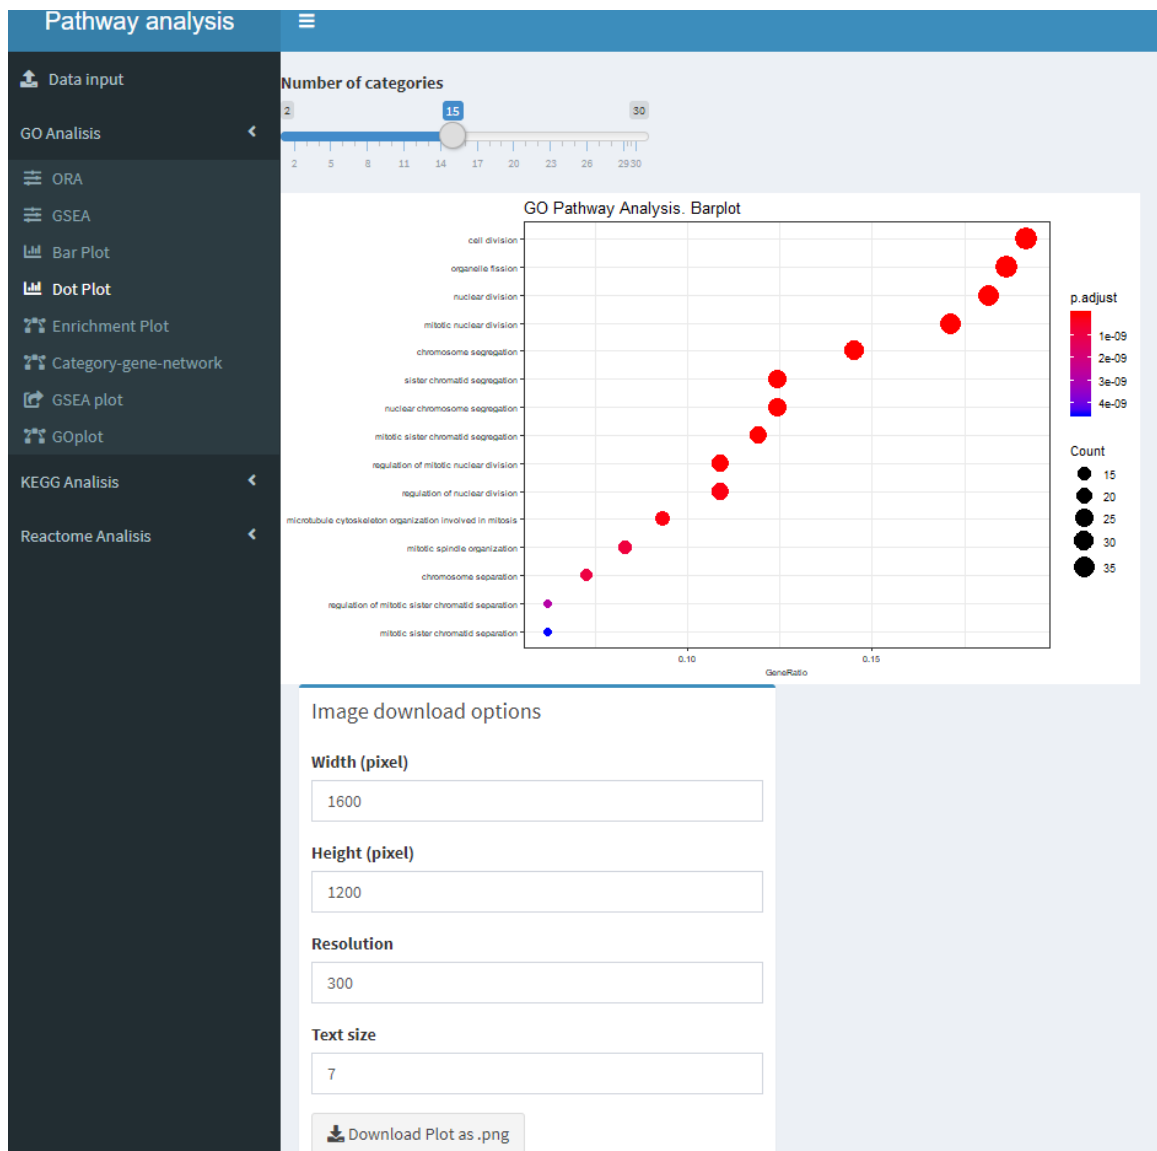 Pathway analysis
Data input
GO Analisis
ORA
GSEA
Bar Plot
Dot Plot
Enrichment Plot
Category-gene-network
GSEA plot
GOplot
KEGG Analisis
Reactome Analisis
Number of categories
2 15 30
2 5 8 11 14 17 20 23 26 2930
GO Pathway Analysis. Barplot
cell division
organelle fission
nuclear division
mitotic nuclear division
chromosome segregation
sister chromatid segregation
nuclear chromosome segregation
mitotic sister chromatid segregation
regulation of mitotic nuclear division
regulation of nuclear division
microtubule cytoskeleton organization involved in mitosis
mitotic spindle organization
chromosome separation
regulation of mitotic sister chromatid separation
mitotic sister chromatid separation
0.10 0.15
GeneRatio
p.adjust
1e-09
2e-09
3e-09
4e-09
Count
15
20
25
30
35
Image download options
Width (pixel)
1600
Height (pixel)
1200
Resolution
300
Text size
7
Download Plot as .png